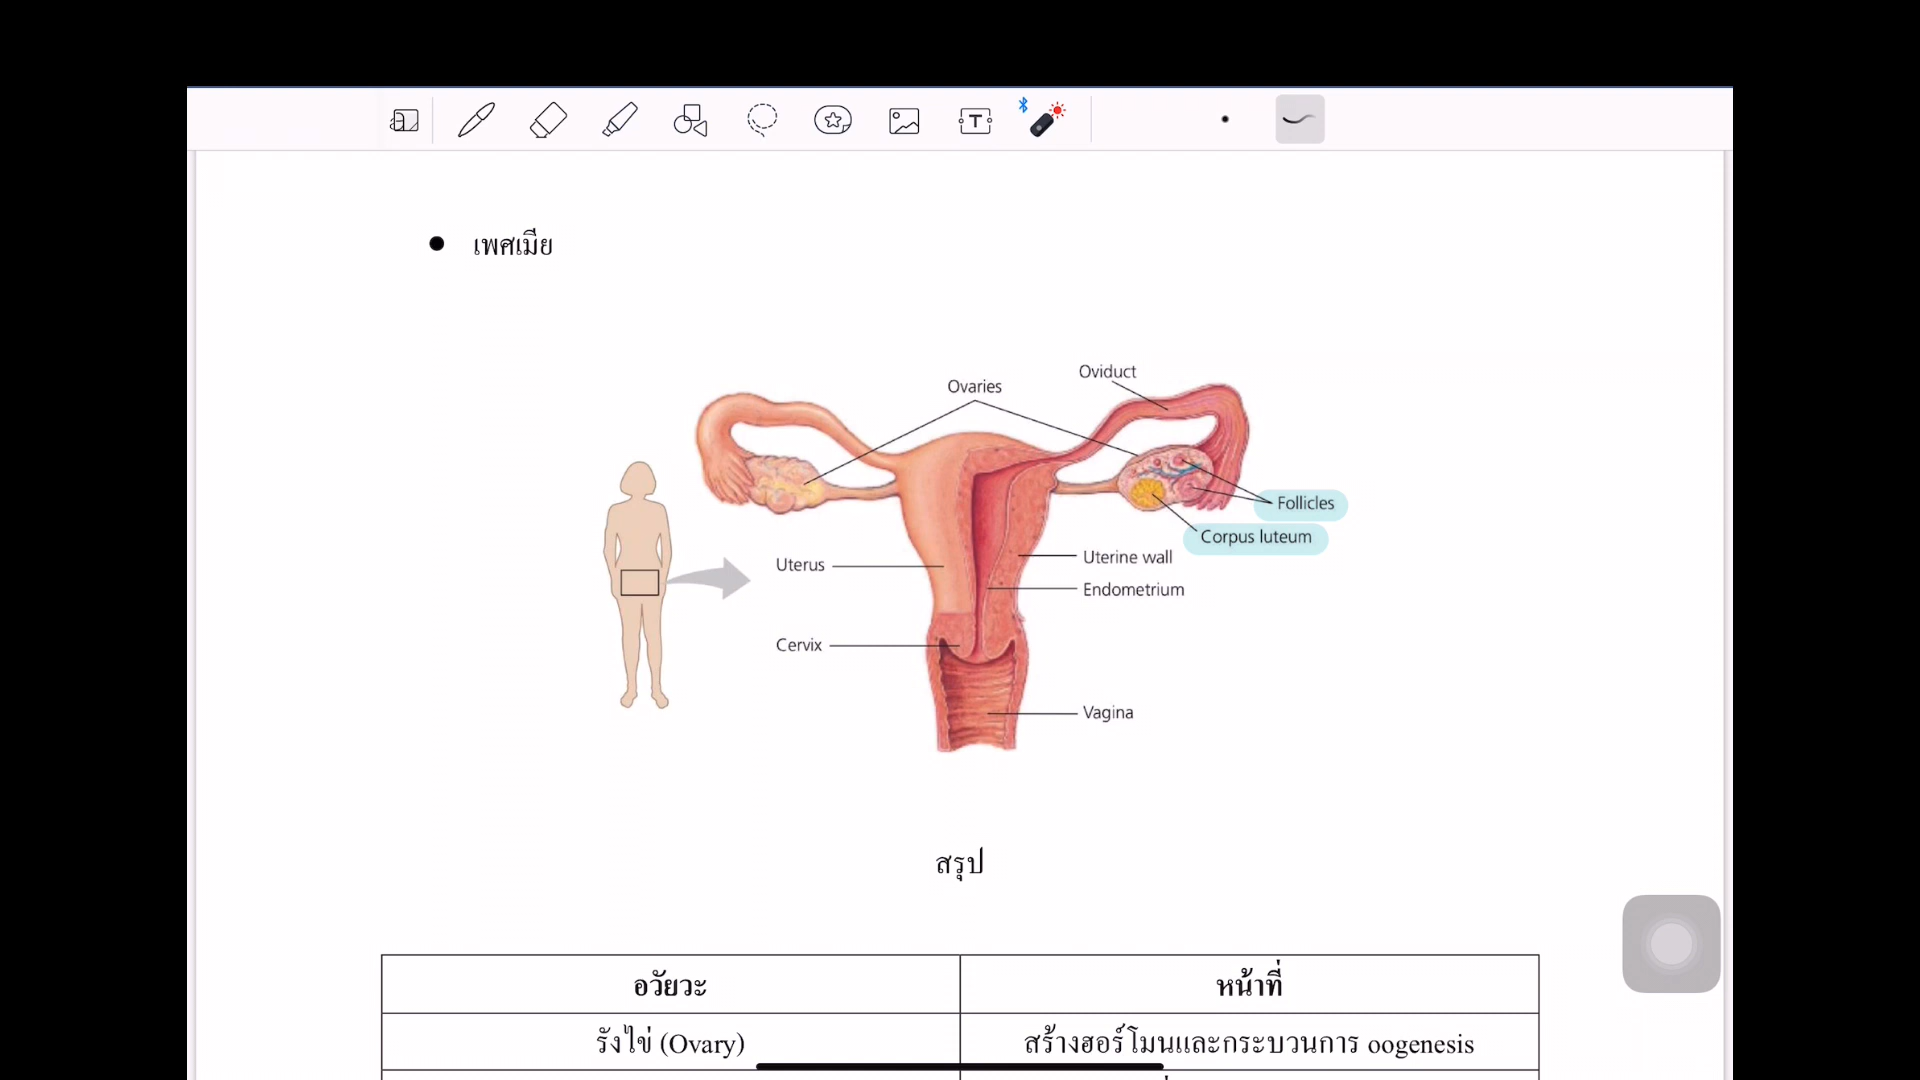 เพศเมีย
Oviduct
Ovaries
Follicles
Corpus luteum
Uterus
Uterine wall
Endometrium
Cervix
Vagina
สรุป
อวัยวะ หน้าที่
รังไข่ (Ovary) สร้างฮอร์โมนและกระบวนการ oogenesis